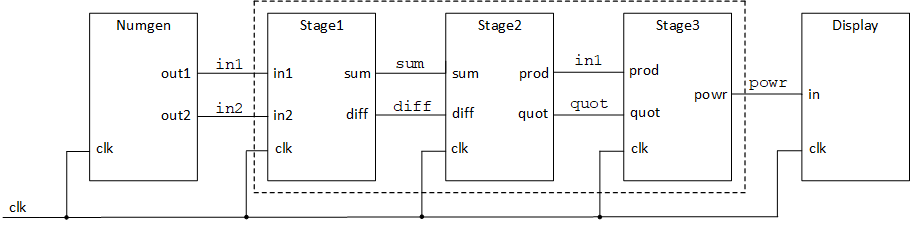 Numgen
Stage1
Stage2
Stage3
Display
out1
in1
in1
sum
sum
sum
prod
in1
prod
powr
powr
in
out2
in2
in2
diff
diff
diff
quot
quot
quot
clk
clk
clk
clk
clk
clk